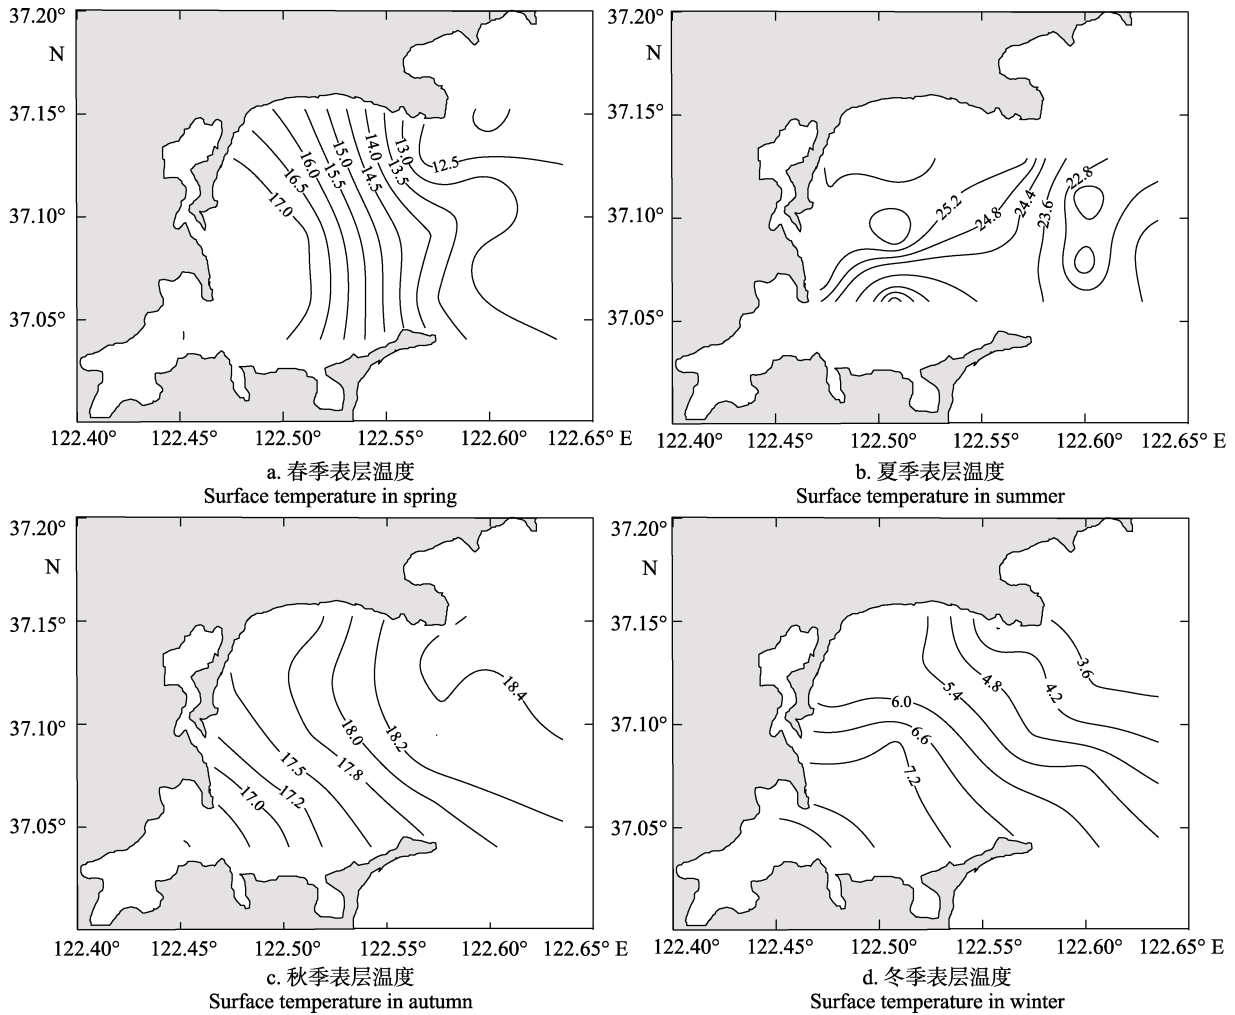 37.20°
N
37.15°
37.10°
37.05°
12.5
13.0
13.5
14.0
14.5
15.0
15.5
16.0
16.5
17.0
122.40° 122.45° 122.50° 122.55° 122.60° 122.65° E
a. 春季表层温度
Surface temperature in spring
37.20°
N
37.15°
37.10°
37.05°
25.2
24.8
24.4
23.6
22.8
122.40° 122.45° 122.50° 122.55° 122.60° 122.65° E
b. 夏季表层温度
Surface temperature in summer
37.20°
N
37.15°
37.10°
37.05°
18.4
18.2
18.0
17.8
17.5
17.2
17.0
122.40° 122.45° 122.50° 122.55° 122.60° 122.65° E
c. 秋季表层温度
Surface temperature in autumn
37.20°
N
37.15°
37.10°
37.05°
3.6
4.2
4.8
5.4
6.0
6.6
7.2
122.40° 122.45° 122.50° 122.55° 122.60° 122.65° E
d. 冬季表层温度
Surface temperature in winter